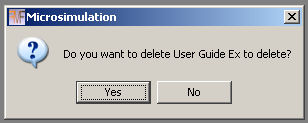 Microsimulation
Do you want to delete User Guide Ex to delete?
Yes
No